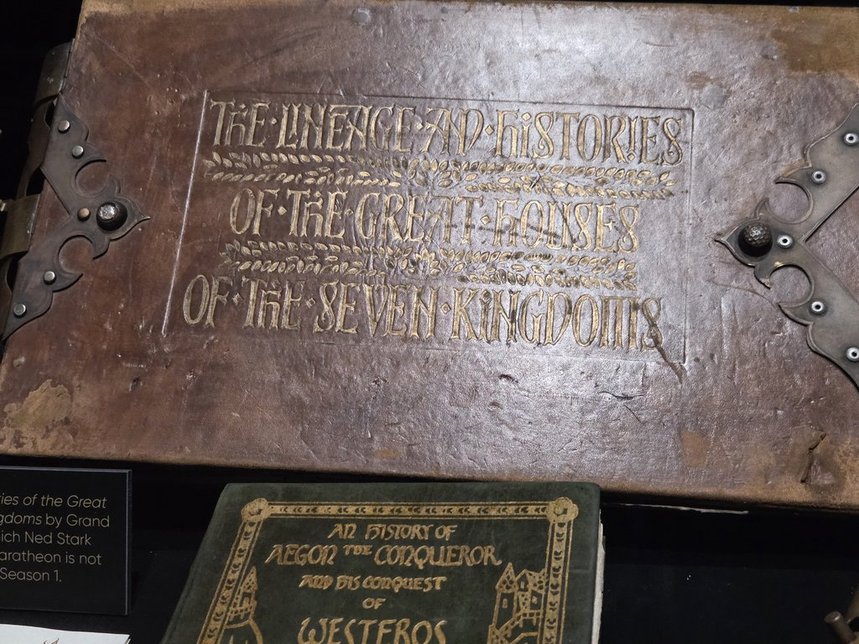 THE·LINEAGE·AND·HISTORIES
OF·THE·GREAT·HOUSES
OF·THE·SEVEN·KINGDOMS
ries of the Great
gdoms by Grand
ich Ned Stark
aratheon is not
Season 1.
AN HISTORY OF
AEGON THE CONQUEROR
AND HIS CONQUEST
OF
WESTEROS